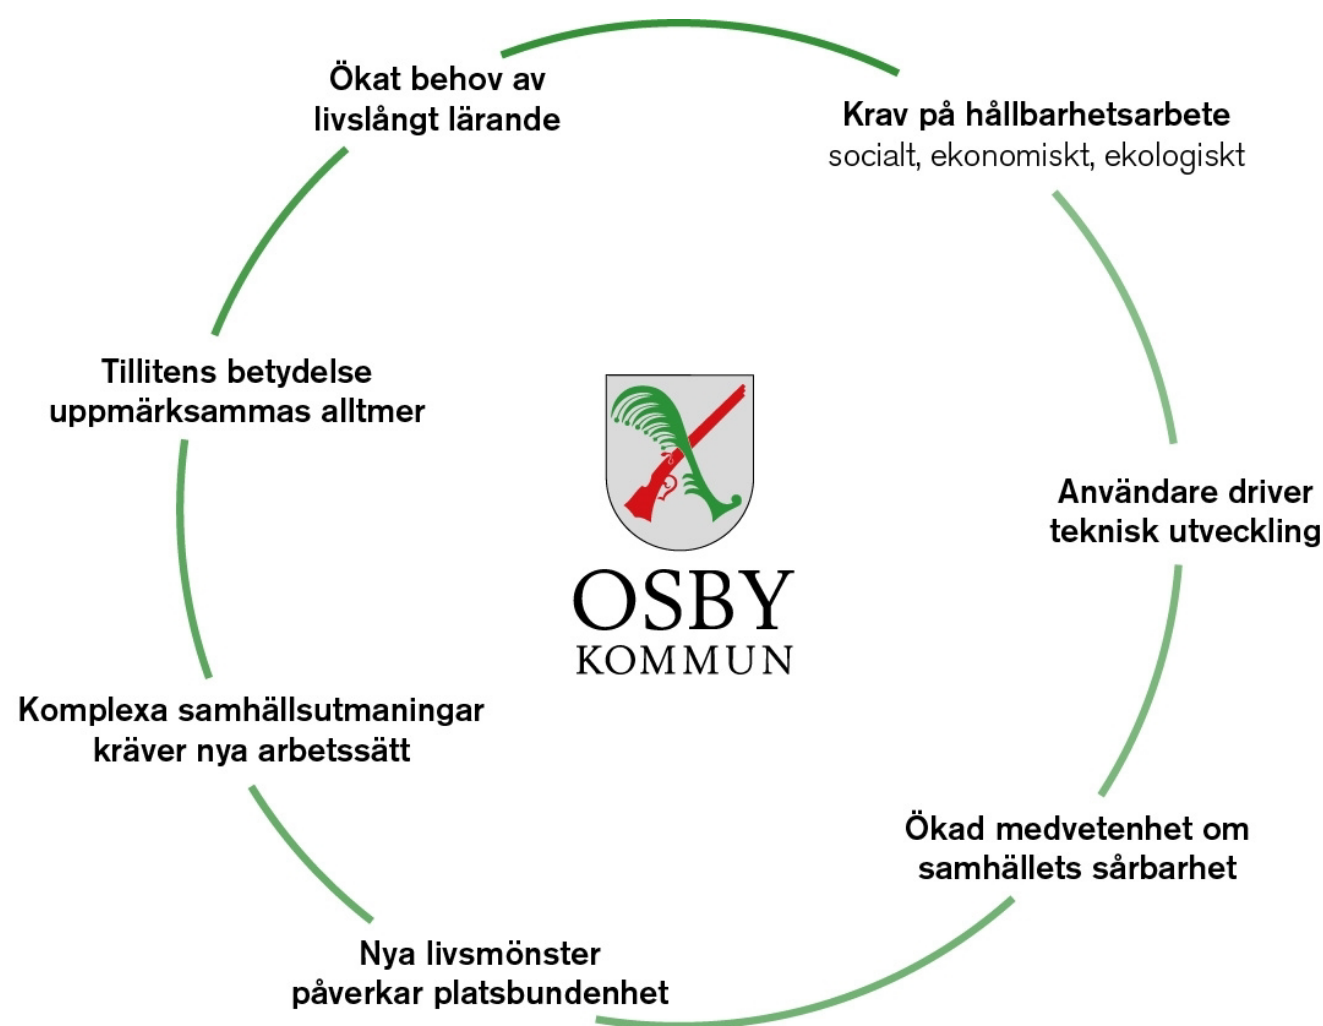 Ökat behov av
livslångt lärande
Krav på hållbarhetsarbete
socialt, ekonomiskt, ekologiskt
Tillitens betydelse
uppmärksammas alltmer
Användare driver
teknisk utveckling
OSBY
KOMMUN
Komplexa samhällsutmaningar
kräver nya arbetssätt
Ökad medvetenhet om
samhällets sårbarhet
Nya livsmönster
påverkar platsbundenhet